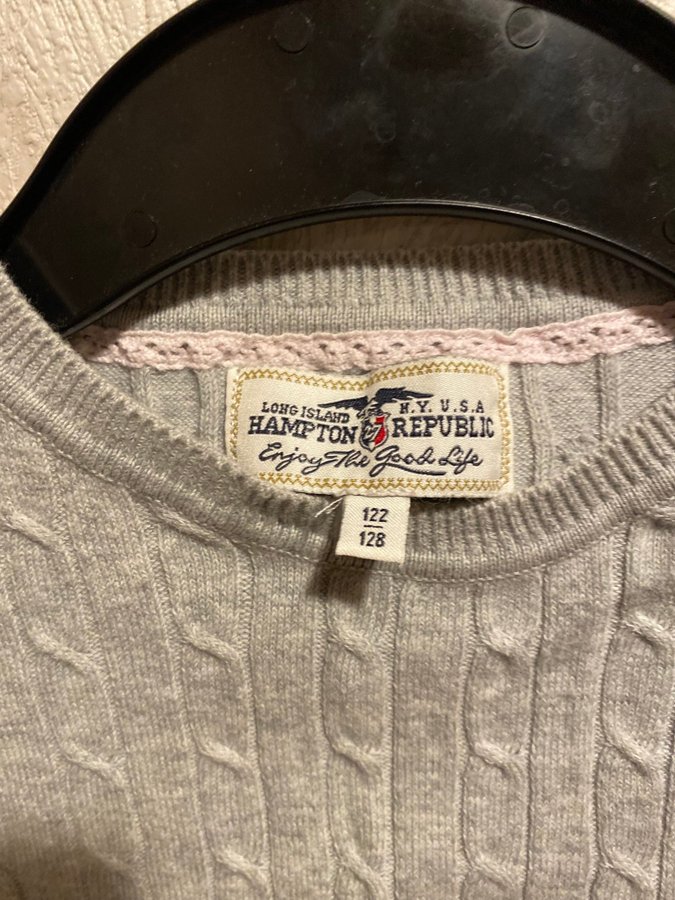 LONG ISLAND N.Y. U.S.A
HAMPTON REPUBLIC
Enjoy The Good Life
122
128